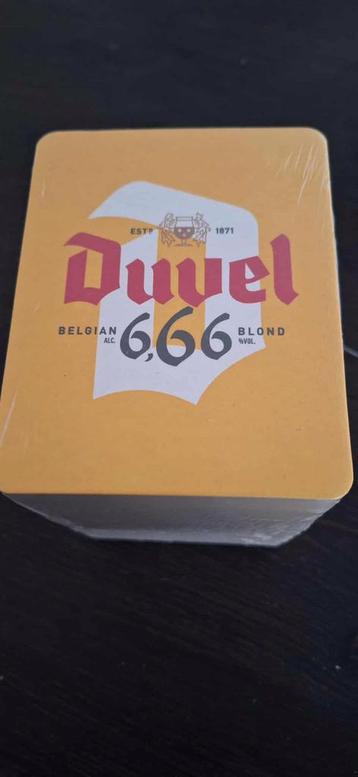 ESTD 1871
Duvel
BELGIAN 6,66 BLOND
ALC. %VOL.